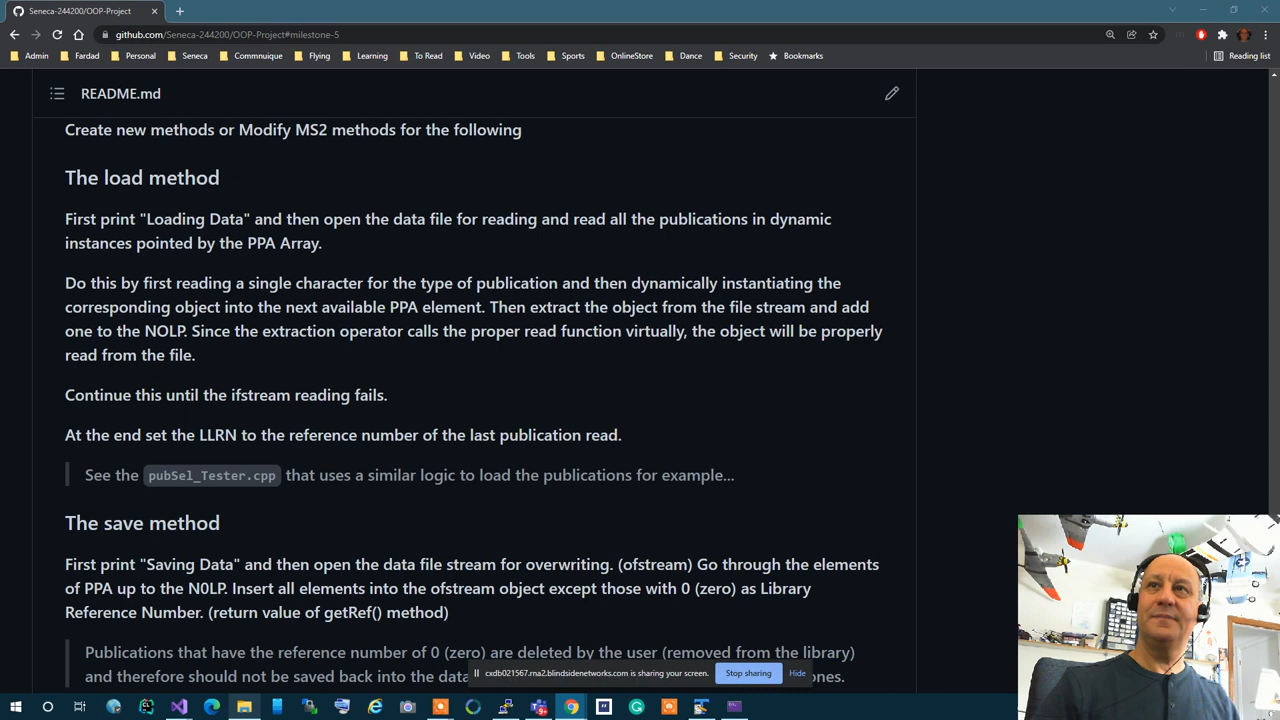 Seneca-244200/OOP-Project
github.com/Seneca-244200/OOP-Project#milestone-5
Admin Fardad Personal Seneca Commnuique Flying Learning To Read Video Tools Sports OnlineStore Dance Security Bookmarks Reading list
README.md
Create new methods or Modify MS2 methods for the following
The load method
First print "Loading Data" and then open the data file for reading and read all the publications in dynamic
instances pointed by the PPA Array.
Do this by first reading a single character for the type of publication and then dynamically instantiating the
corresponding object into the next available PPA element. Then extract the object from the file stream and add
one to the NOLP. Since the extraction operator calls the proper read function virtually, the object will be properly
read from the file.
Continue this until the ifstream reading fails.
At the end set the LLRN to the reference number of the last publication read.
See the pubSel_Tester.cpp that uses a similar logic to load the publications for example...
The save method
First print "Saving Data" and then open the data file stream for overwriting. (ofstream) Go through the elements
of PPA up to the N0LP. Insert all elements into the ofstream object except those with 0 (zero) as Library
Reference Number. (return value of getRef() method)
Publications that have the reference number of 0 (zero) are deleted by the user (removed from the library)
and therefore should not be saved back into the data ones.
cxdb021567.rna2.blindsidenetworks.com is sharing your screen. Stop sharing Hide